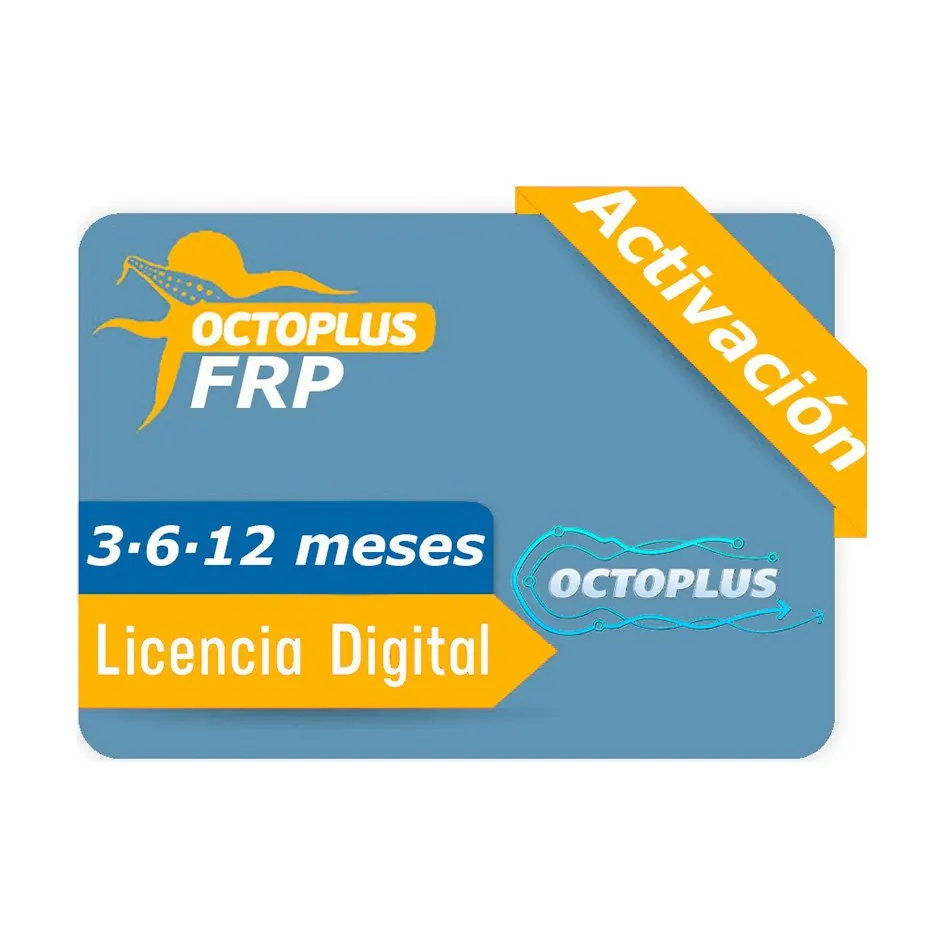 Activación
OCTOPLUS
FRP
3·6·12 meses
OCTOPLUS
Licencia Digital